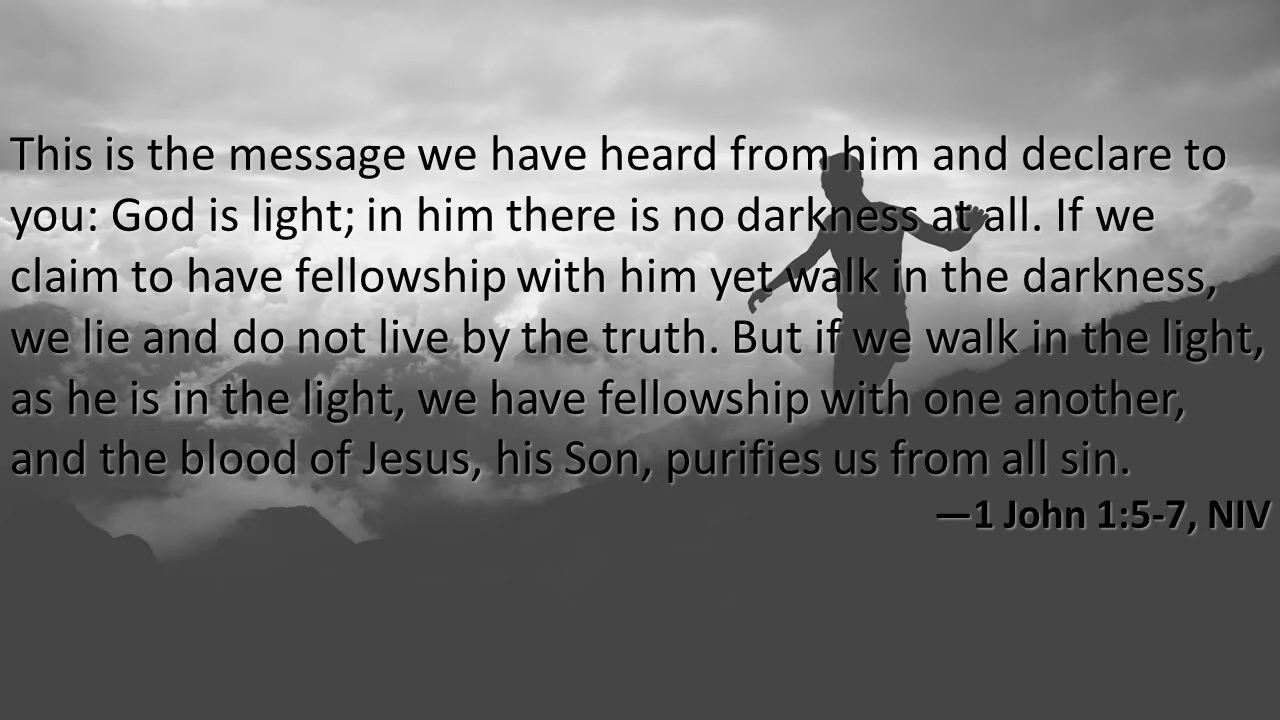 This is the message we have heard from him and declare to
you: God is light; in him there is no darkness at all. If we
claim to have fellowship with him yet walk in the darkness,
we lie and do not live by the truth. But if we walk in the light,
as he is in the light, we have fellowship with one another,
and the blood of Jesus, his Son, purifies us from all sin.
—1 John 1:5-7, NIV